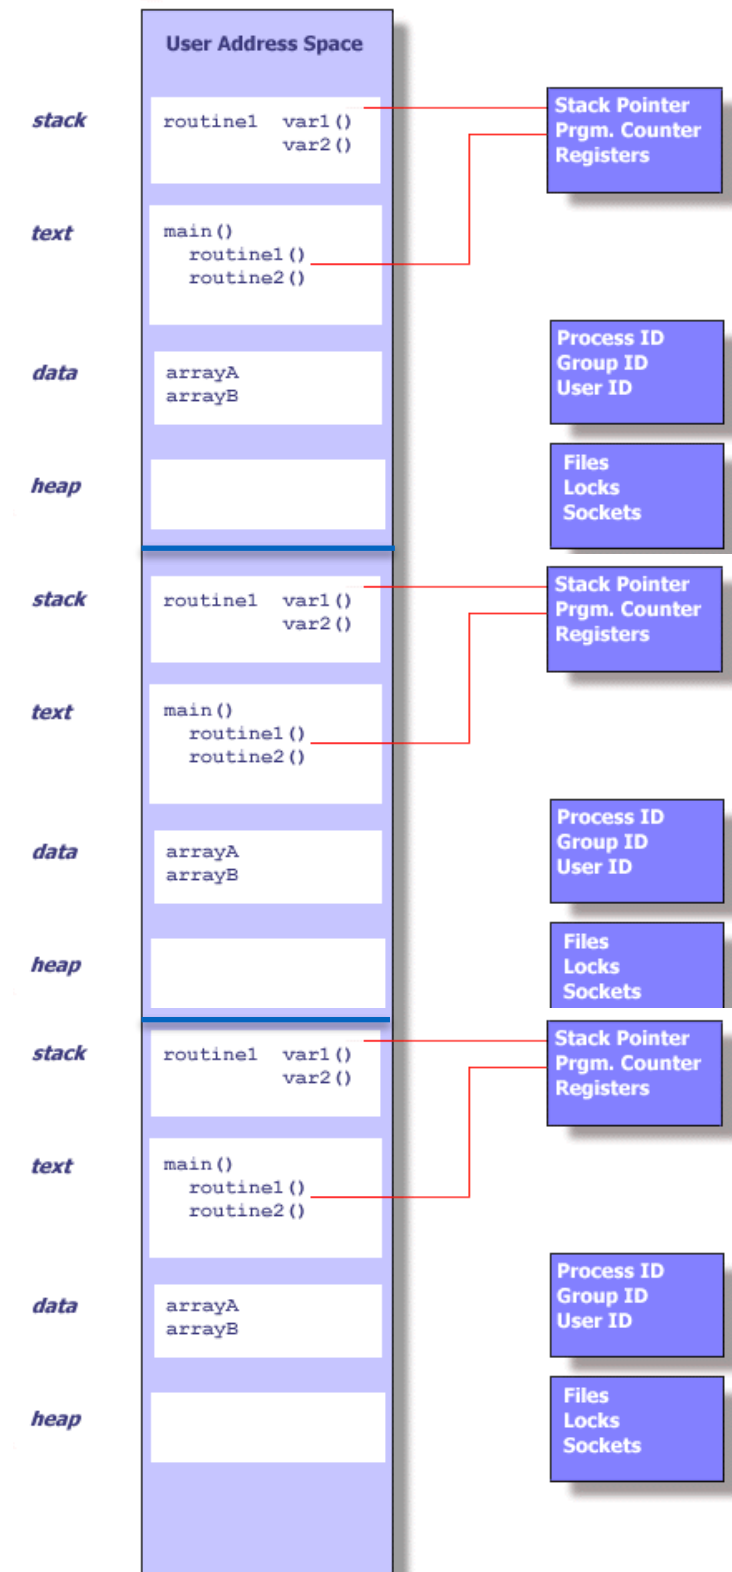 User Address Space
stack
routine1 var1()
var2()
Stack Pointer
Prgm. Counter
Registers
text
main()
routine1()
routine2()
data
arrayA
arrayB
Process ID
Group ID
User ID
heap
Files
Locks
Sockets
stack
routine1 var1()
var2()
Stack Pointer
Prgm. Counter
Registers
text
main()
routine1()
routine2()
data
arrayA
arrayB
Process ID
Group ID
User ID
heap
Files
Locks
Sockets
stack
routine1 var1()
var2()
Stack Pointer
Prgm. Counter
Registers
text
main()
routine1()
routine2()
data
arrayA
arrayB
Process ID
Group ID
User ID
heap
Files
Locks
Sockets